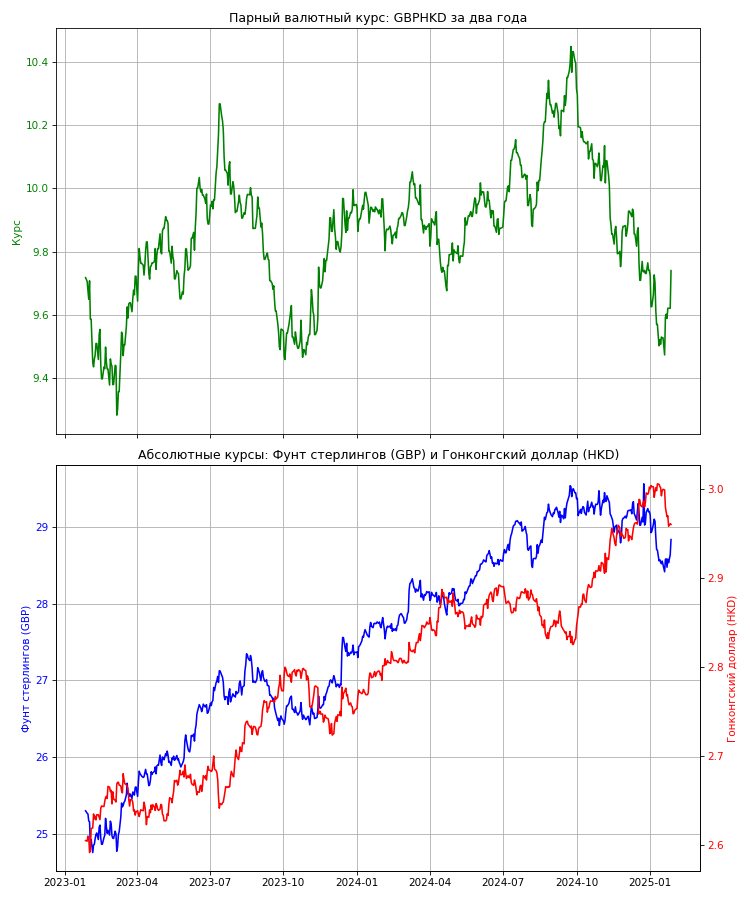 Парный валютный курс: GBPHKD за два года
10.4
10.2
10.0
9.8
9.6
9.4
Курс
Абсолютные курсы: Фунт стерлингов (GBP) и Гонконгский доллар (HKD)
29
28
27
26
25
Фунт стерлингов (GBP)
3.0
2.9
2.8
2.7
2.6
Гонконгский доллар (HKD)
2023-01 2023-04 2023-07 2023-10 2024-01 2024-04 2024-07 2024-10 2025-01